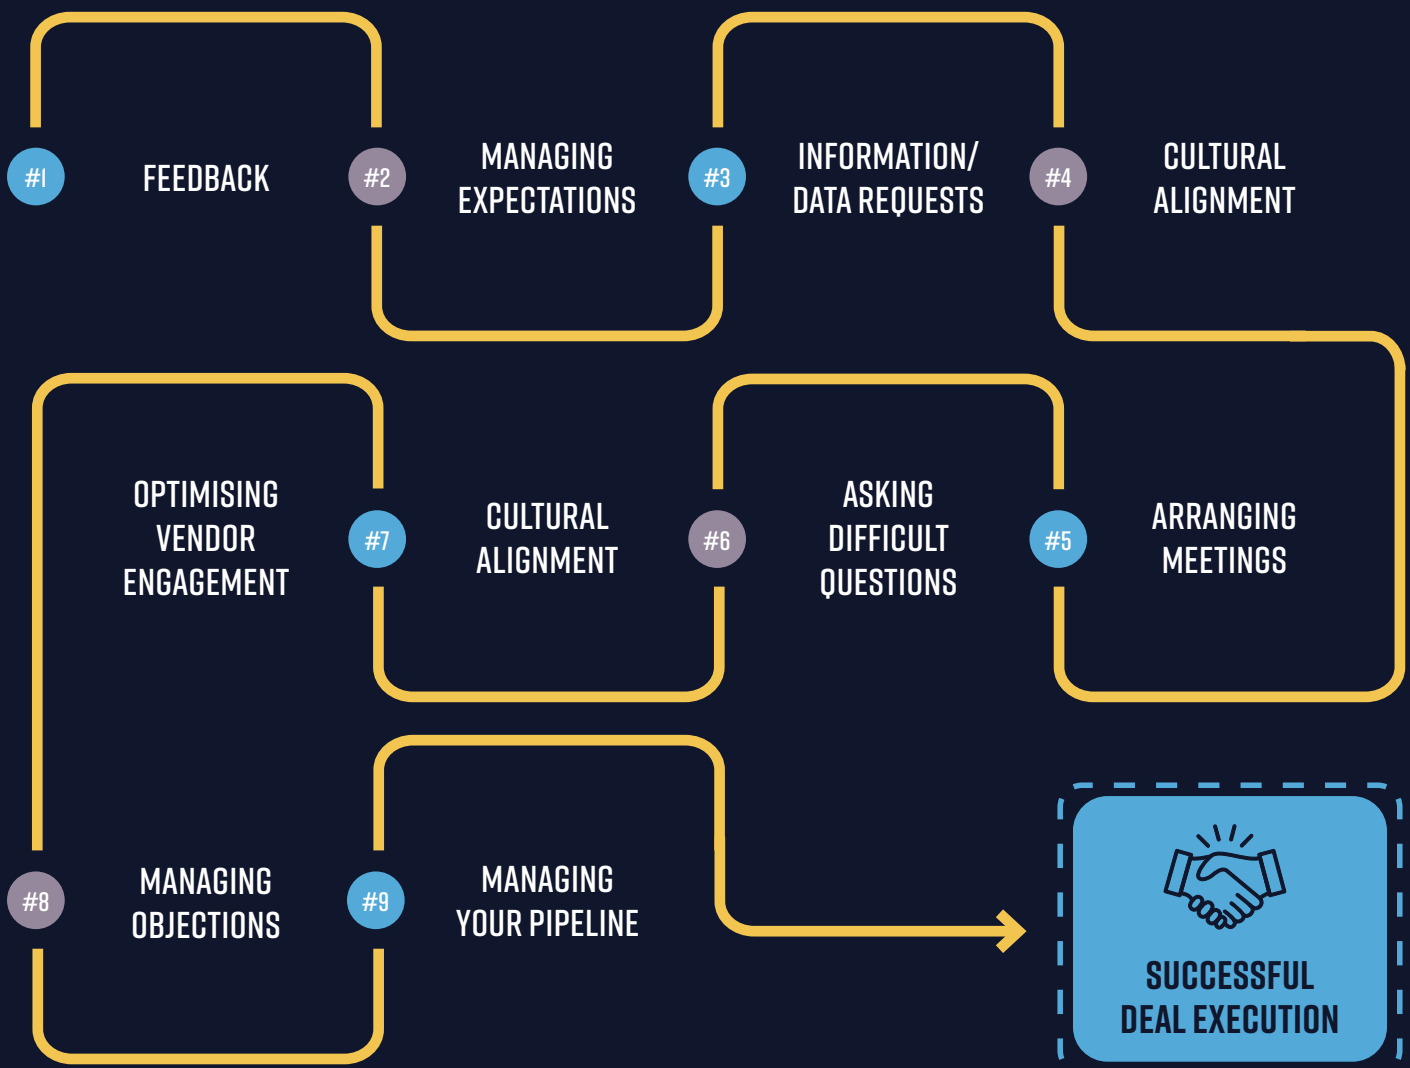 #1
FEEDBACK
#2
MANAGING
EXPECTATIONS
#3
INFORMATION/
DATA REQUESTS
#4
CULTURAL
ALIGNMENT
ARRANGING
MEETINGS
#5
ASKING
DIFFICULT
QUESTIONS
#6
CULTURAL
ALIGNMENT
#7
OPTIMISING
VENDOR
ENGAGEMENT
#8
MANAGING
OBJECTIONS
#9
MANAGING
YOUR PIPELINE
SUCCESSFUL
DEAL EXECUTION